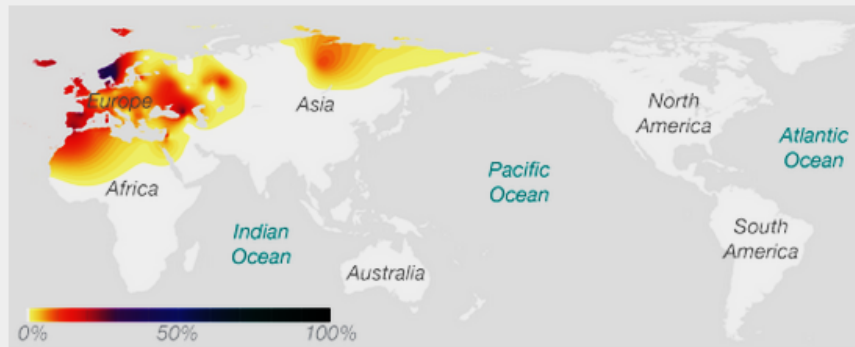 Europe
Asia
North
America
Atlantic
Ocean
Pacific
Ocean
Africa
Indian
Ocean
South
America
Australia
0% 50% 100%